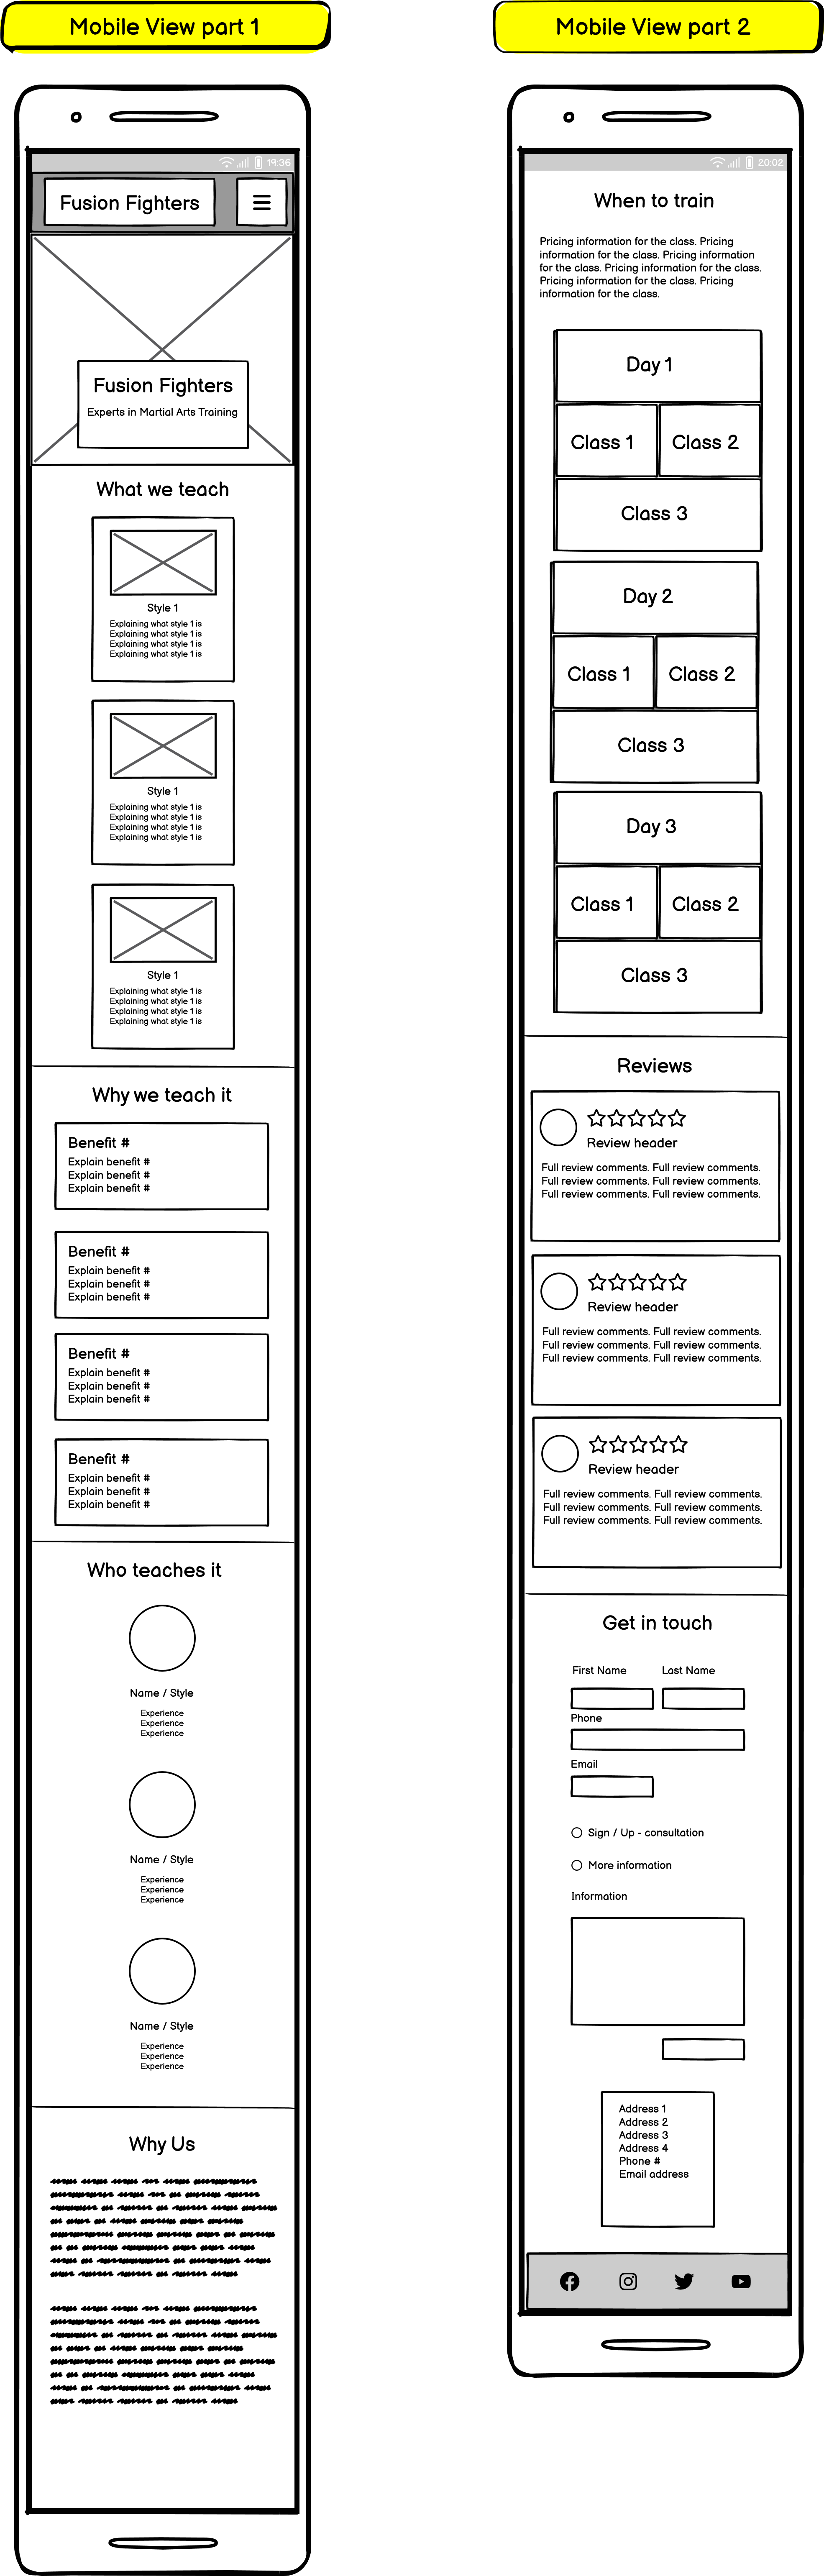 Mobile View part 1
19:36
Fusion Fighters
Fusion Fighters
Experts in Martial Arts Training
What we teach
Style 1
Explaining what style 1 is
Explaining what style 1 is
Explaining what style 1 is
Explaining what style 1 is
Style 1
Explaining what style 1 is
Explaining what style 1 is
Explaining what style 1 is
Explaining what style 1 is
Style 1
Explaining what style 1 is
Explaining what style 1 is
Explaining what style 1 is
Explaining what style 1 is
Why we teach it
Benefit #
Explain benefit #
Explain benefit #
Explain benefit #
Benefit #
Explain benefit #
Explain benefit #
Explain benefit #
Benefit #
Explain benefit #
Explain benefit #
Explain benefit #
Benefit #
Explain benefit #
Explain benefit #
Explain benefit #
Who teaches it
Name / Style
Experience
Experience
Experience
Name / Style
Experience
Experience
Experience
Name / Style
Experience
Experience
Experience
Why Us
Mobile View part 2
20:02
When to train
Pricing information for the class. Pricing
information for the class. Pricing information
for the class. Pricing information for the class.
Pricing information for the class. Pricing
information for the class.
Day 1
Class 1 Class 2
Class 3
Day 2
Class 1 Class 2
Class 3
Day 3
Class 1 Class 2
Class 3
Reviews
Review header
Full review comments. Full review comments.
Full review comments. Full review comments.
Full review comments. Full review comments.
Review header
Full review comments. Full review comments.
Full review comments. Full review comments.
Full review comments. Full review comments.
Review header
Full review comments. Full review comments.
Full review comments. Full review comments.
Full review comments. Full review comments.
Get in touch
First Name Last Name
Phone
Email
Sign / Up - consultation
More information
Information
Address 1
Address 2
Address 3
Address 4
Phone #
Email address